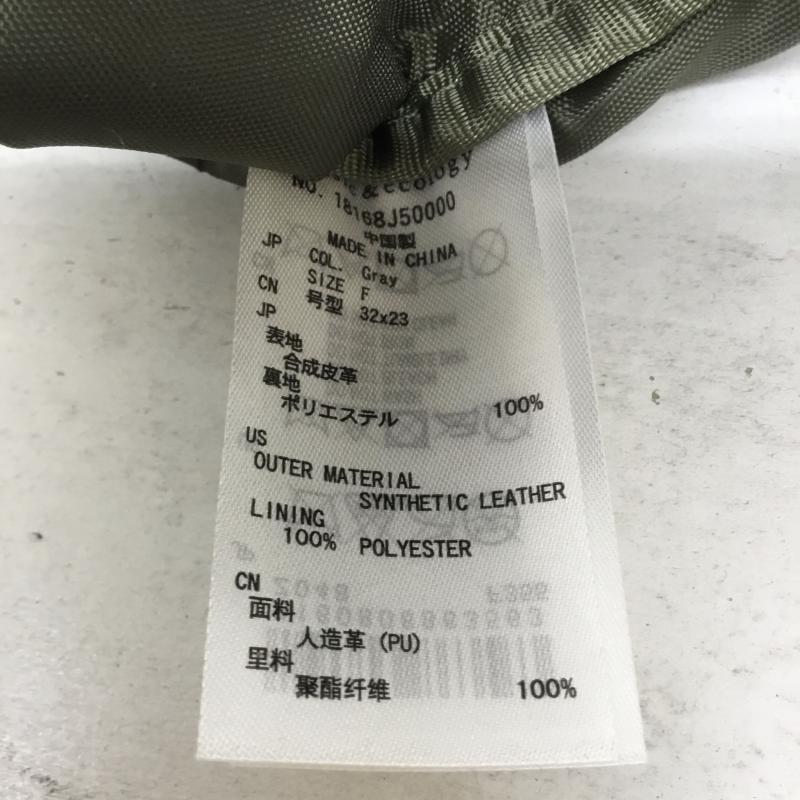 & ecology
NO. 18168J50000
中国製
MADE IN CHINA
JP COL. Gray
SIZE F
CN 号型 32x23
JP
表地
合成皮革
裏地
ポリエステル 100%
US
OUTER MATERIAL
SYNTHETIC LEATHER
LINING
100% POLYESTER
CN
面料
人造革 (PU)
里料
聚酯纤维 100%